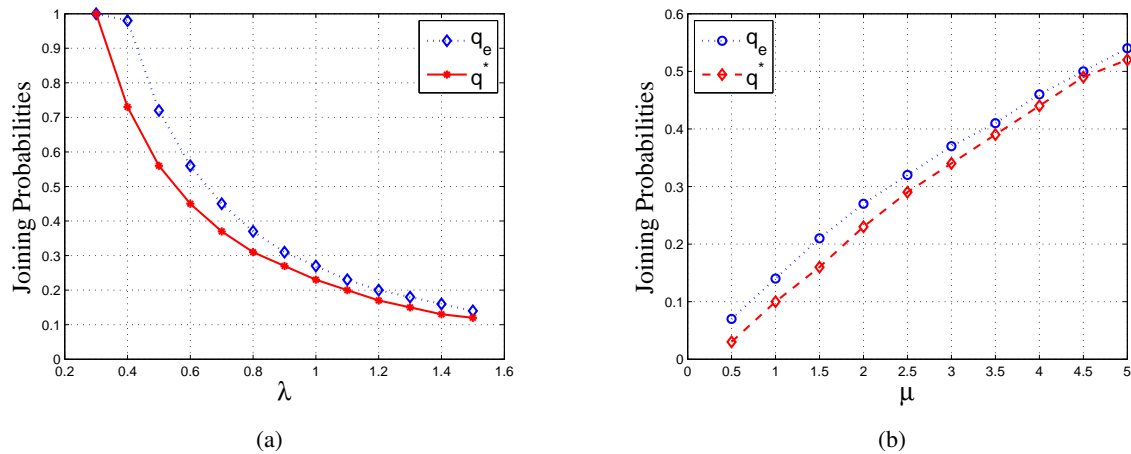 1
0.9
0.8
0.7
0.6
0.5
0.4
0.3
0.2
0.1
0
Joining Probabilities
q_e
q^*
0.2 0.4 0.6 0.8 1 1.2 1.4 1.6
λ
(a)
0.6
0.5
0.4
0.3
0.2
0.1
0
Joining Probabilities
q_e
q^*
0 0.5 1 1.5 2 2.5 3 3.5 4 4.5 5
μ
(b)